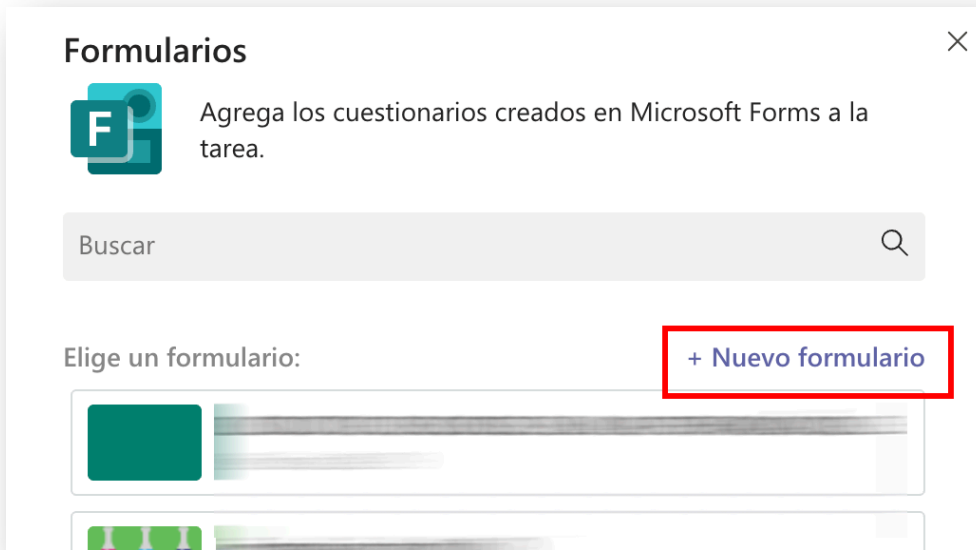 Formularios
F
Agrega los cuestionarios creados en Microsoft Forms a la
tarea.
Buscar
Elige un formulario:
+ Nuevo formulario